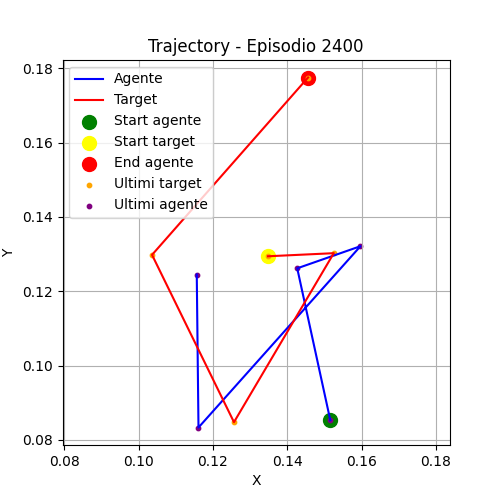 Trajectory - Episodio 2400
0.18
0.16
0.14
0.12
0.10
0.08
Y
Agente
Target
Start agente
Start target
End agente
Ultimi target
Ultimi agente
0.08 0.10 0.12 0.14 0.16 0.18
X